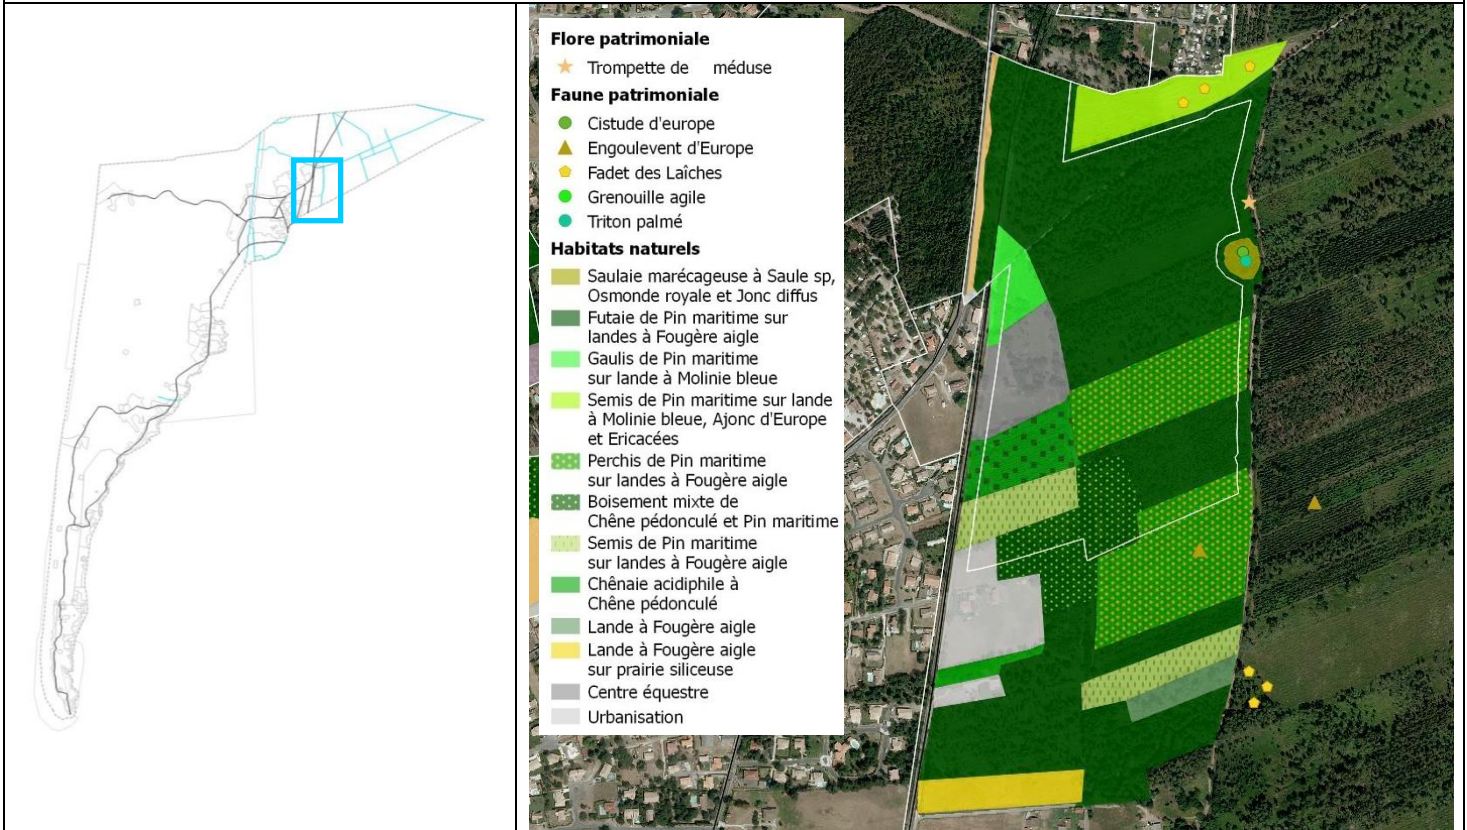 Flore patrimoniale
Trompette de méduse
Faune patrimoniale
Cistude d'europe
Engoulevent d'Europe
Fadet des Laîches
Grenouille agile
Triton palmé
Habitats naturels
Saulaie marécageuse à Saule sp,
Osmonde royale et Jonc diffus
Futaie de Pin maritime sur
landes à Fougère aigle
Gaulis de Pin maritime
sur lande à Molinie bleue
Semis de Pin maritime sur lande
à Molinie bleue, Ajonc d'Europe
et Ericacées
Perchis de Pin maritime
sur landes à Fougère aigle
Boisement mixte de
Chêne pédonculé et Pin maritime
Semis de Pin maritime
sur landes à Fougère aigle
Chênaie acidiphile à
Chêne pédonculé
Lande à Fougère aigle
Lande à Fougère aigle
sur prairie siliceuse
Centre équestre
Urbanisation